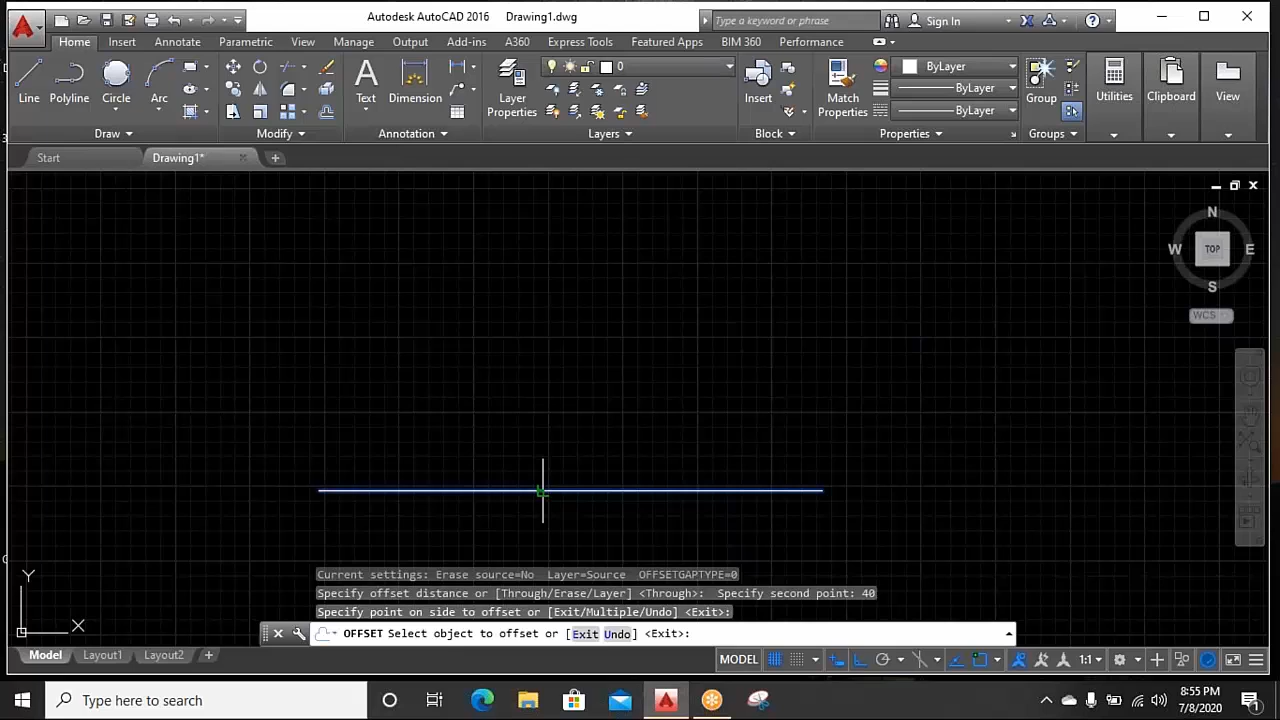 Autodesk AutoCAD 2016 Drawing1.dwg
Type a keyword or phrase
Sign In
Home Insert Annotate Parametric View Manage Output Add-ins A360 Express Tools Featured Apps BIM 360 Performance
Line Polyline Circle Arc
Text Dimension
Layer
Properties
0
Insert
Match
Properties
ByLayer
ByLayer
ByLayer
Group
Utilities Clipboard View
Draw Modify Annotation Layers Block Properties Groups
Start Drawing1*
N
W TOP E
S
WCS
Y
X
Current settings: Erase source=No Layer=Source OFFSETGAPTYPE=0
Specify offset distance or [Through/Erase/Layer] <Through>: Specify second point: 40
Specify point on side to offset or [Exit/Multiple/Undo] <Exit>:
OFFSET Select object to offset or [Exit Undo] <Exit>:
Model Layout1 Layout2
MODEL 1:1
Type here to search
8:55 PM
7/8/2020
1